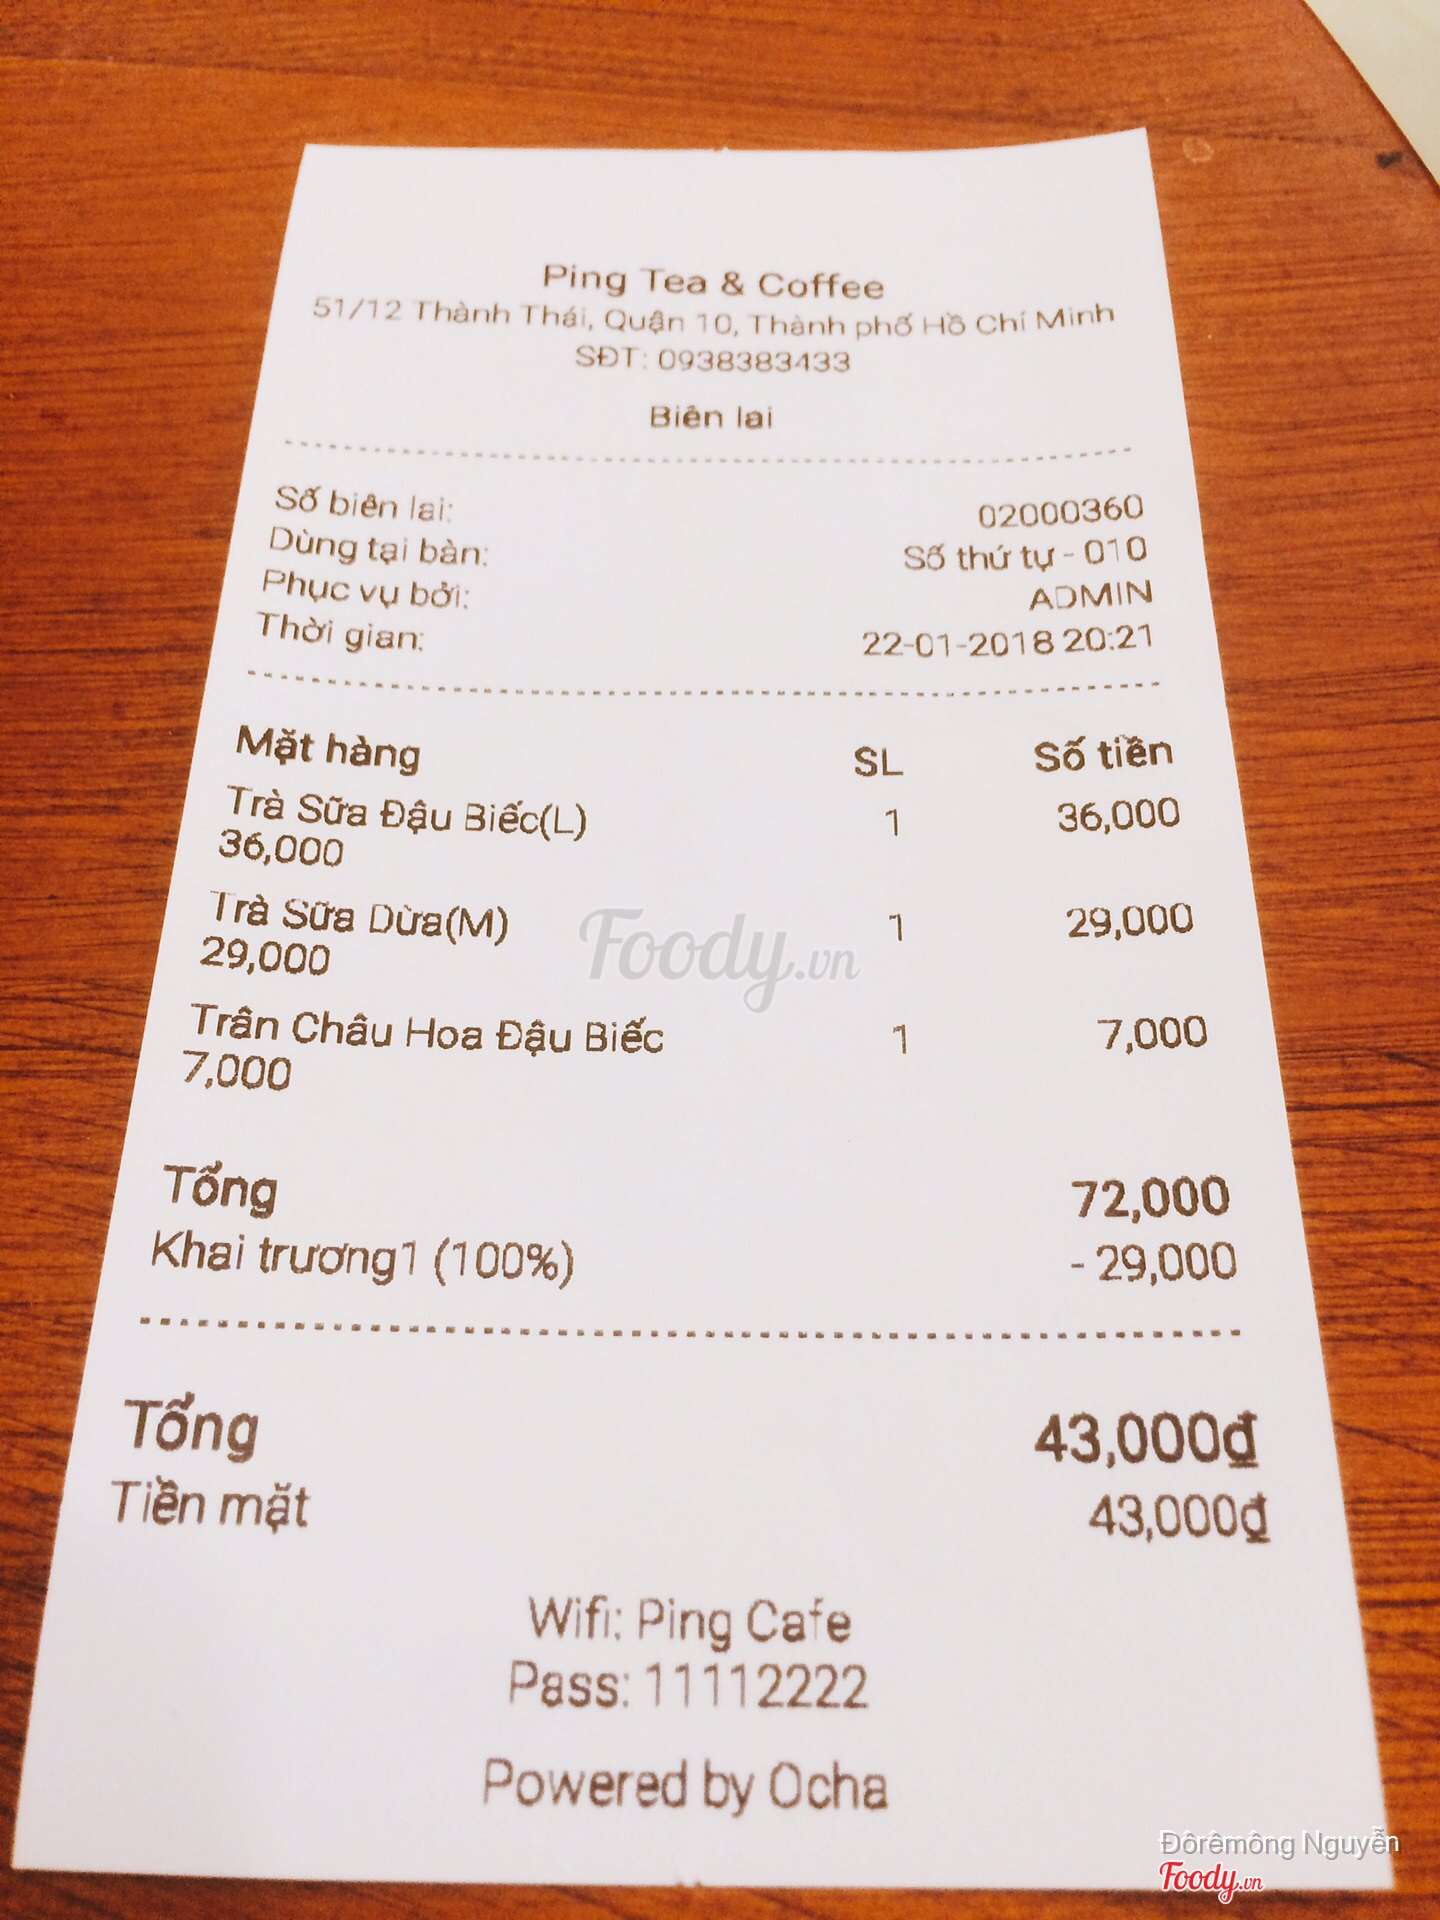 Ping Tea & Coffee
51/12 Thành Thái, Quận 10, Thành phố Hồ Chí Minh
SĐT: 0938383433
Biên lai
Số biên lai: 02000360
Dùng tại bàn: Số thứ tự - 010
Phục vụ bởi: ADMIN
Thời gian: 22-01-2018 20:21
Mặt hàng SL Số tiền
Trà Sữa Đậu Biếc(L) 1 36,000
36,000
Trà Sữa Dừa(M) 1 29,000
29,000
Foody.vn
Trân Châu Hoa Đậu Biếc 1 7,000
7,000
Tổng 72,000
Khai trương1 (100%) - 29,000
Tổng 43,000₫
Tiền mặt 43,000₫
Wifi: Ping Cafe
Pass: 11112222
Powered by Ocha
Đôrêmông Nguyễn
Foody.vn